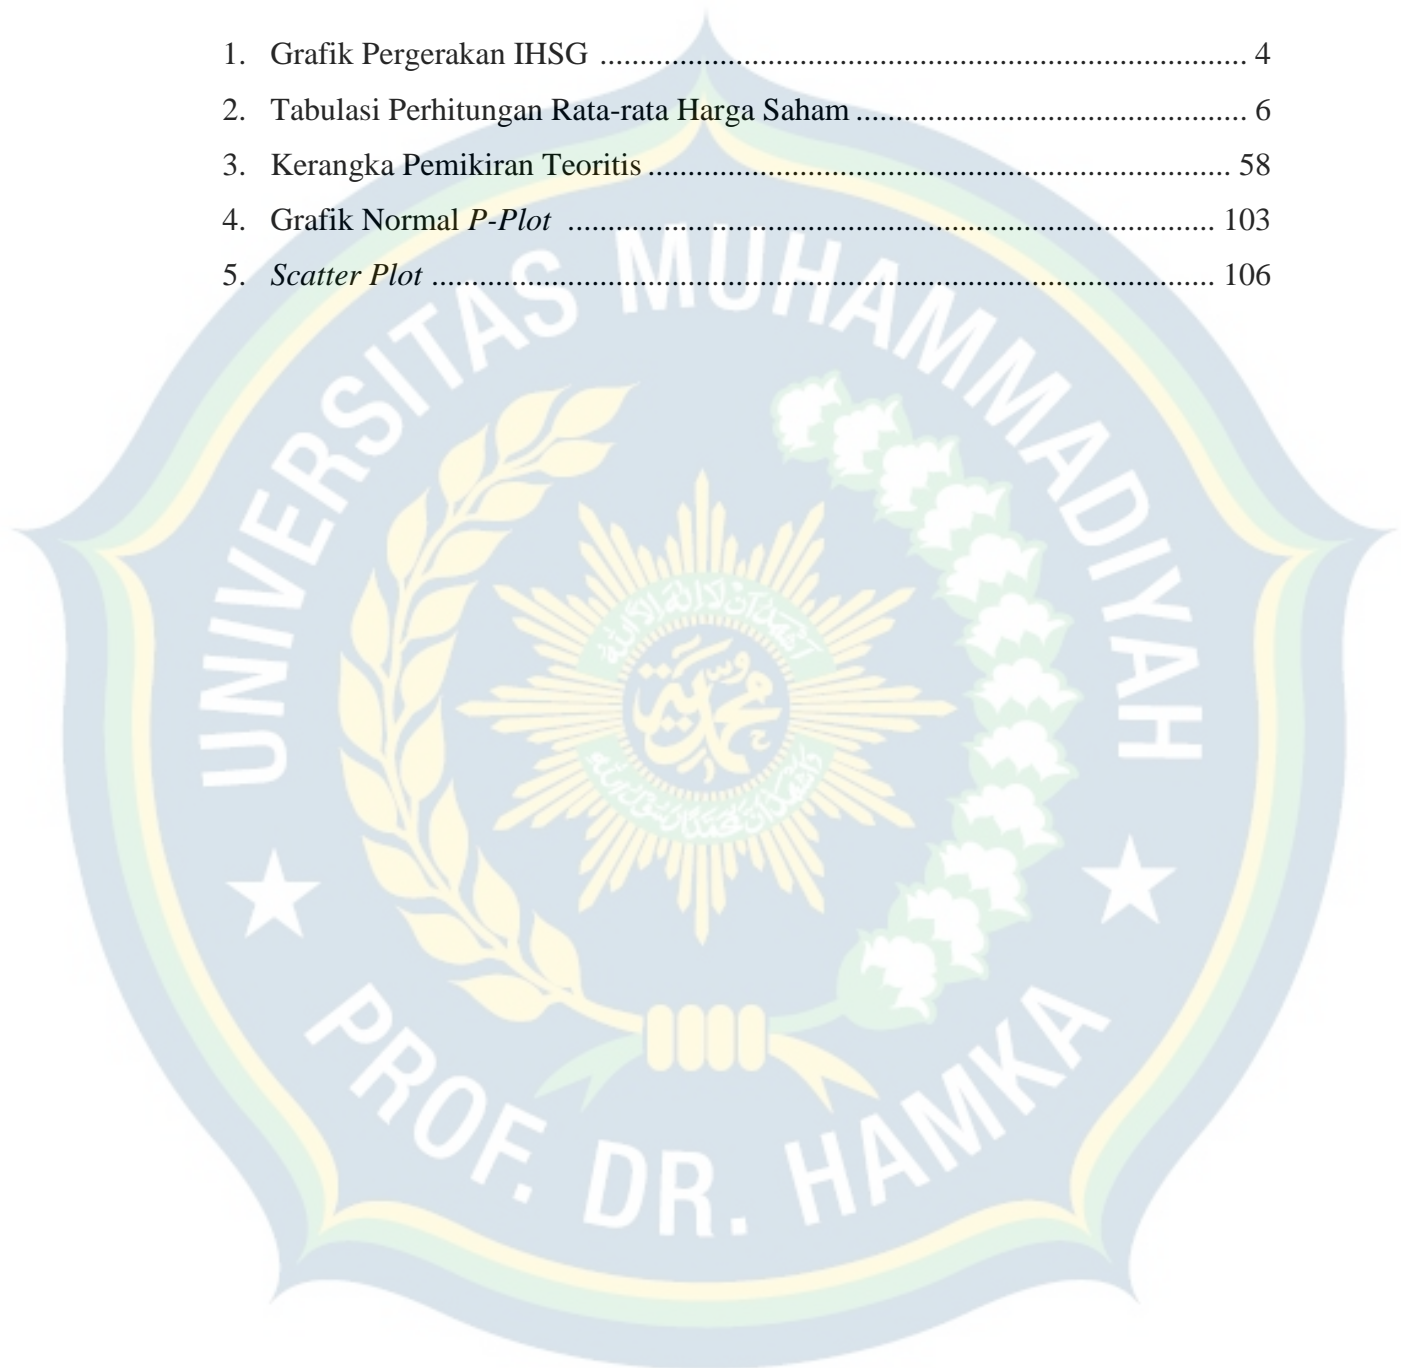 1. Grafik Pergerakan IHSG ................................................................................... 4
2. Tabulasi Perhitungan Rata-rata Harga Saham .................................................. 6
3. Kerangka Pemikiran Teoritis .......................................................................... 58
4. Grafik Normal P-Plot ................................................................................... 103
5. Scatter Plot .................................................................................................... 106
UNIVERSITAS MUHAMMADIYAH
PROF. DR. HAMKA